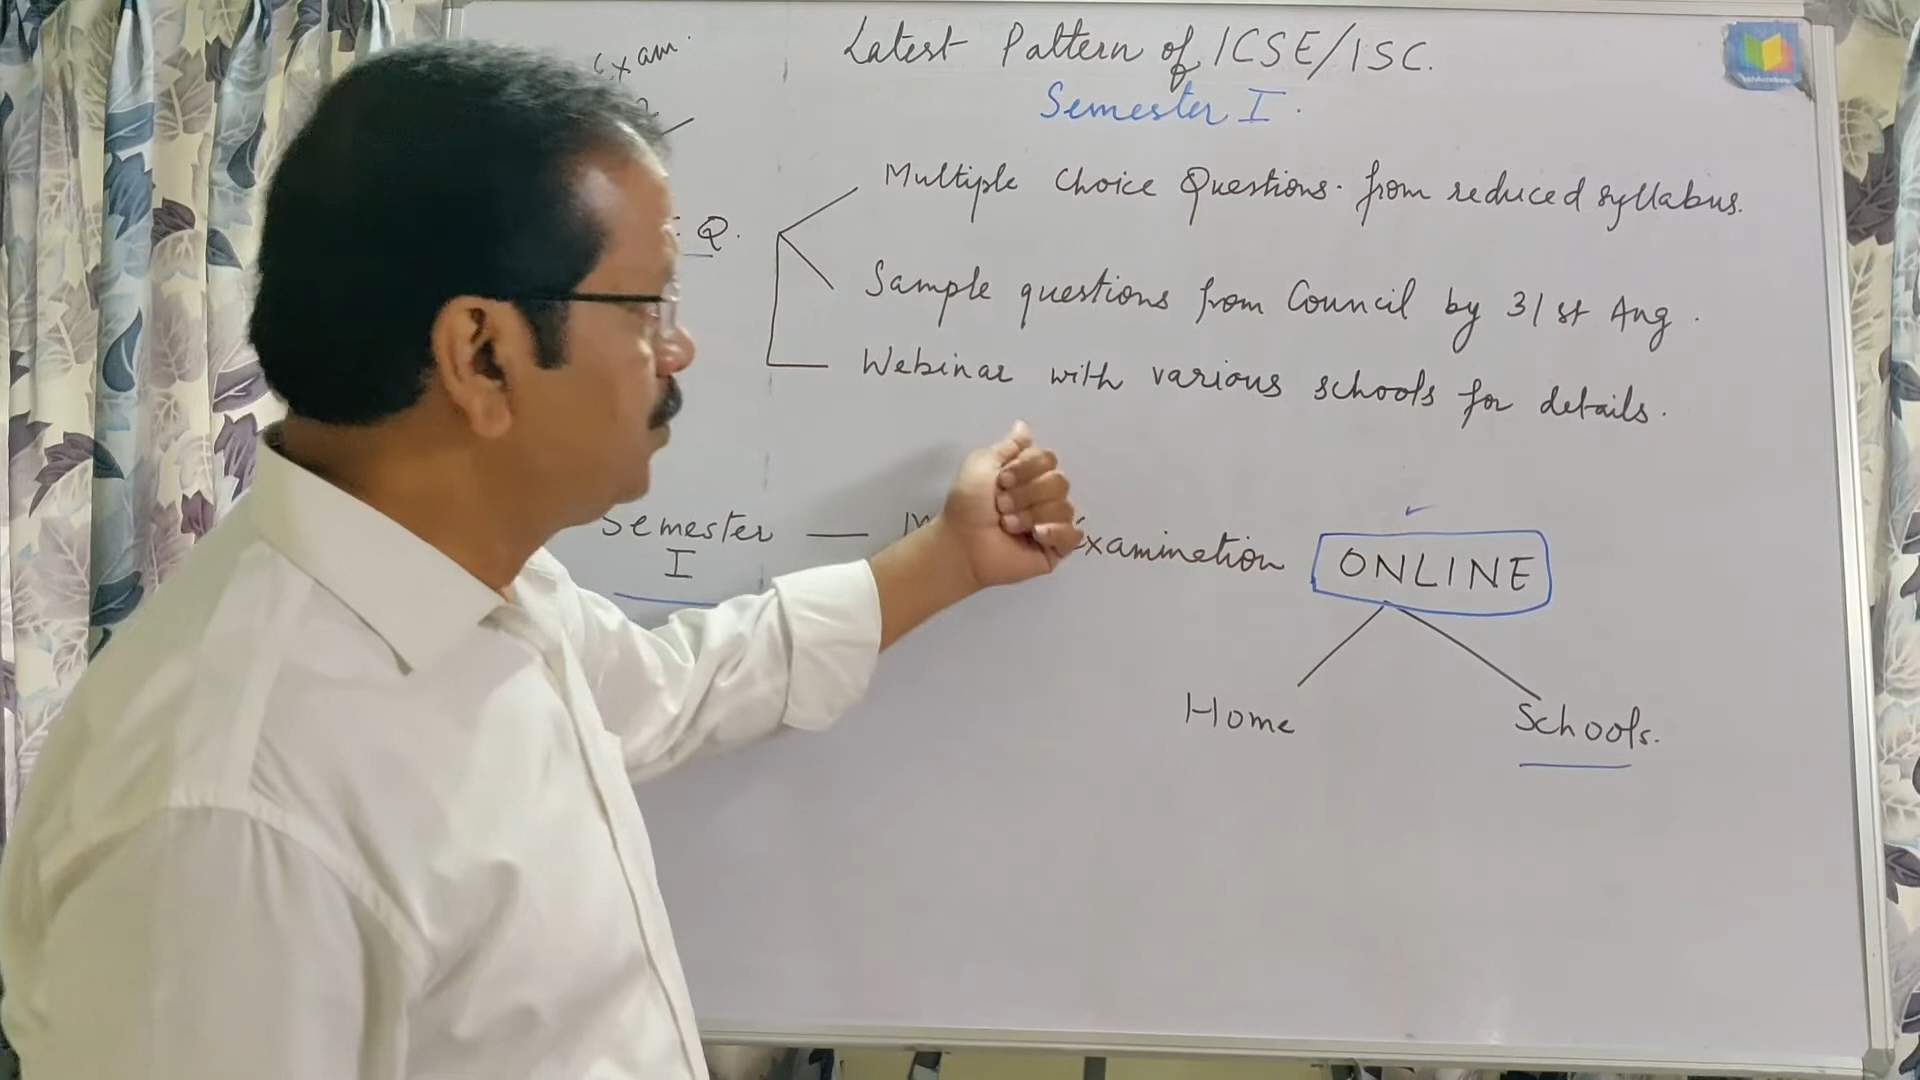 Exam.
Latest Pattern of ICSE/ISC.
Semester I.
Multiple Choice Questions. from reduced syllabus.
Q.
Sample questions from Council by 31st Aug.
Webinar with various schools for details.
Semester — Examination ONLINE
I
Home Schools.